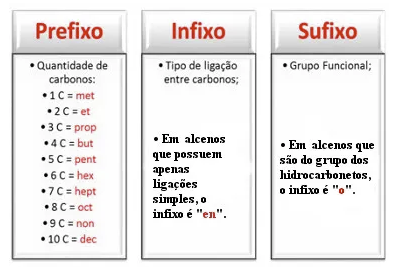 Prefixo
• Quantidade de
carbonos:
• 1 C = met
• 2 C = et
• 3 C = prop
• 4 C = but
• 5 C = pent
• 6 C = hex
• 7 C = hept
• 8 C = oct
• 9 C = non
• 10 C = dec
Infixo
• Tipo de ligação
entre carbonos;
• Em alcenos
que possuem
apenas
ligações
simples, o
infixo é "en".
Sufixo
• Grupo Funcional;
• Em alcenos que
são do grupo dos
hidrocarbonetos,
o infixo é "o".